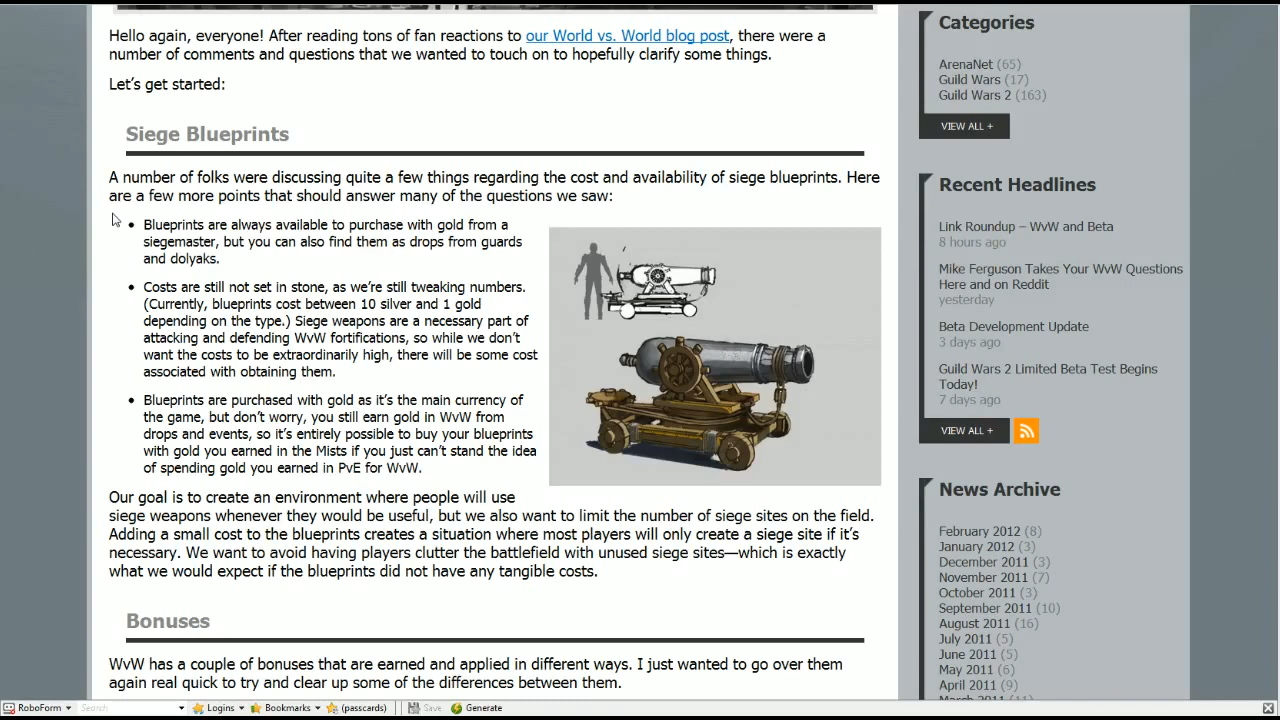 Hello again, everyone! After reading tons of fan reactions to our World vs. World blog post, there were a
number of comments and questions that we wanted to touch on to hopefully clarify some things.
Let's get started:
Siege Blueprints
A number of folks were discussing quite a few things regarding the cost and availability of siege blueprints. Here
are a few more points that should answer many of the questions we saw:
• Blueprints are always available to purchase with gold from a
siegemaster, but you can also find them as drops from guards
and dolyaks.
• Costs are still not set in stone, as we're still tweaking numbers.
(Currently, blueprints cost between 10 silver and 1 gold
depending on the type.) Siege weapons are a necessary part of
attacking and defending WvW fortifications, so while we don't
want the costs to be extraordinarily high, there will be some cost
associated with obtaining them.
• Blueprints are purchased with gold as it's the main currency of
the game, but don't worry, you still earn gold in WvW from
drops and events, so it's entirely possible to buy your blueprints
with gold you earned in the Mists if you just can't stand the idea
of spending gold you earned in PvE for WvW.
Our goal is to create an environment where people will use
siege weapons whenever they would be useful, but we also want to limit the number of siege sites on the field.
Adding a small cost to the blueprints creates a situation where most players will only create a siege site if it's
necessary. We want to avoid having players clutter the battlefield with unused siege sites—which is exactly
what we would expect if the blueprints did not have any tangible costs.
Bonuses
WvW has a couple of bonuses that are earned and applied in different ways. I just wanted to go over them
again real quick to try and clear up some of the differences between them.
Categories
ArenaNet (65)
Guild Wars (17)
Guild Wars 2 (163)
VIEW ALL +
Recent Headlines
Link Roundup – WvW and Beta
8 hours ago
Mike Ferguson Takes Your WvW Questions
Here and on Reddit
yesterday
Beta Development Update
3 days ago
Guild Wars 2 Limited Beta Test Begins
Today!
7 days ago
VIEW ALL +
News Archive
February 2012 (8)
January 2012 (3)
December 2011 (3)
November 2011 (7)
October 2011 (3)
September 2011 (10)
August 2011 (16)
July 2011 (5)
June 2011 (5)
May 2011 (6)
April 2011 (9)
March 2011 (11)
RoboForm Search Logins Bookmarks (passcards) Save Generate